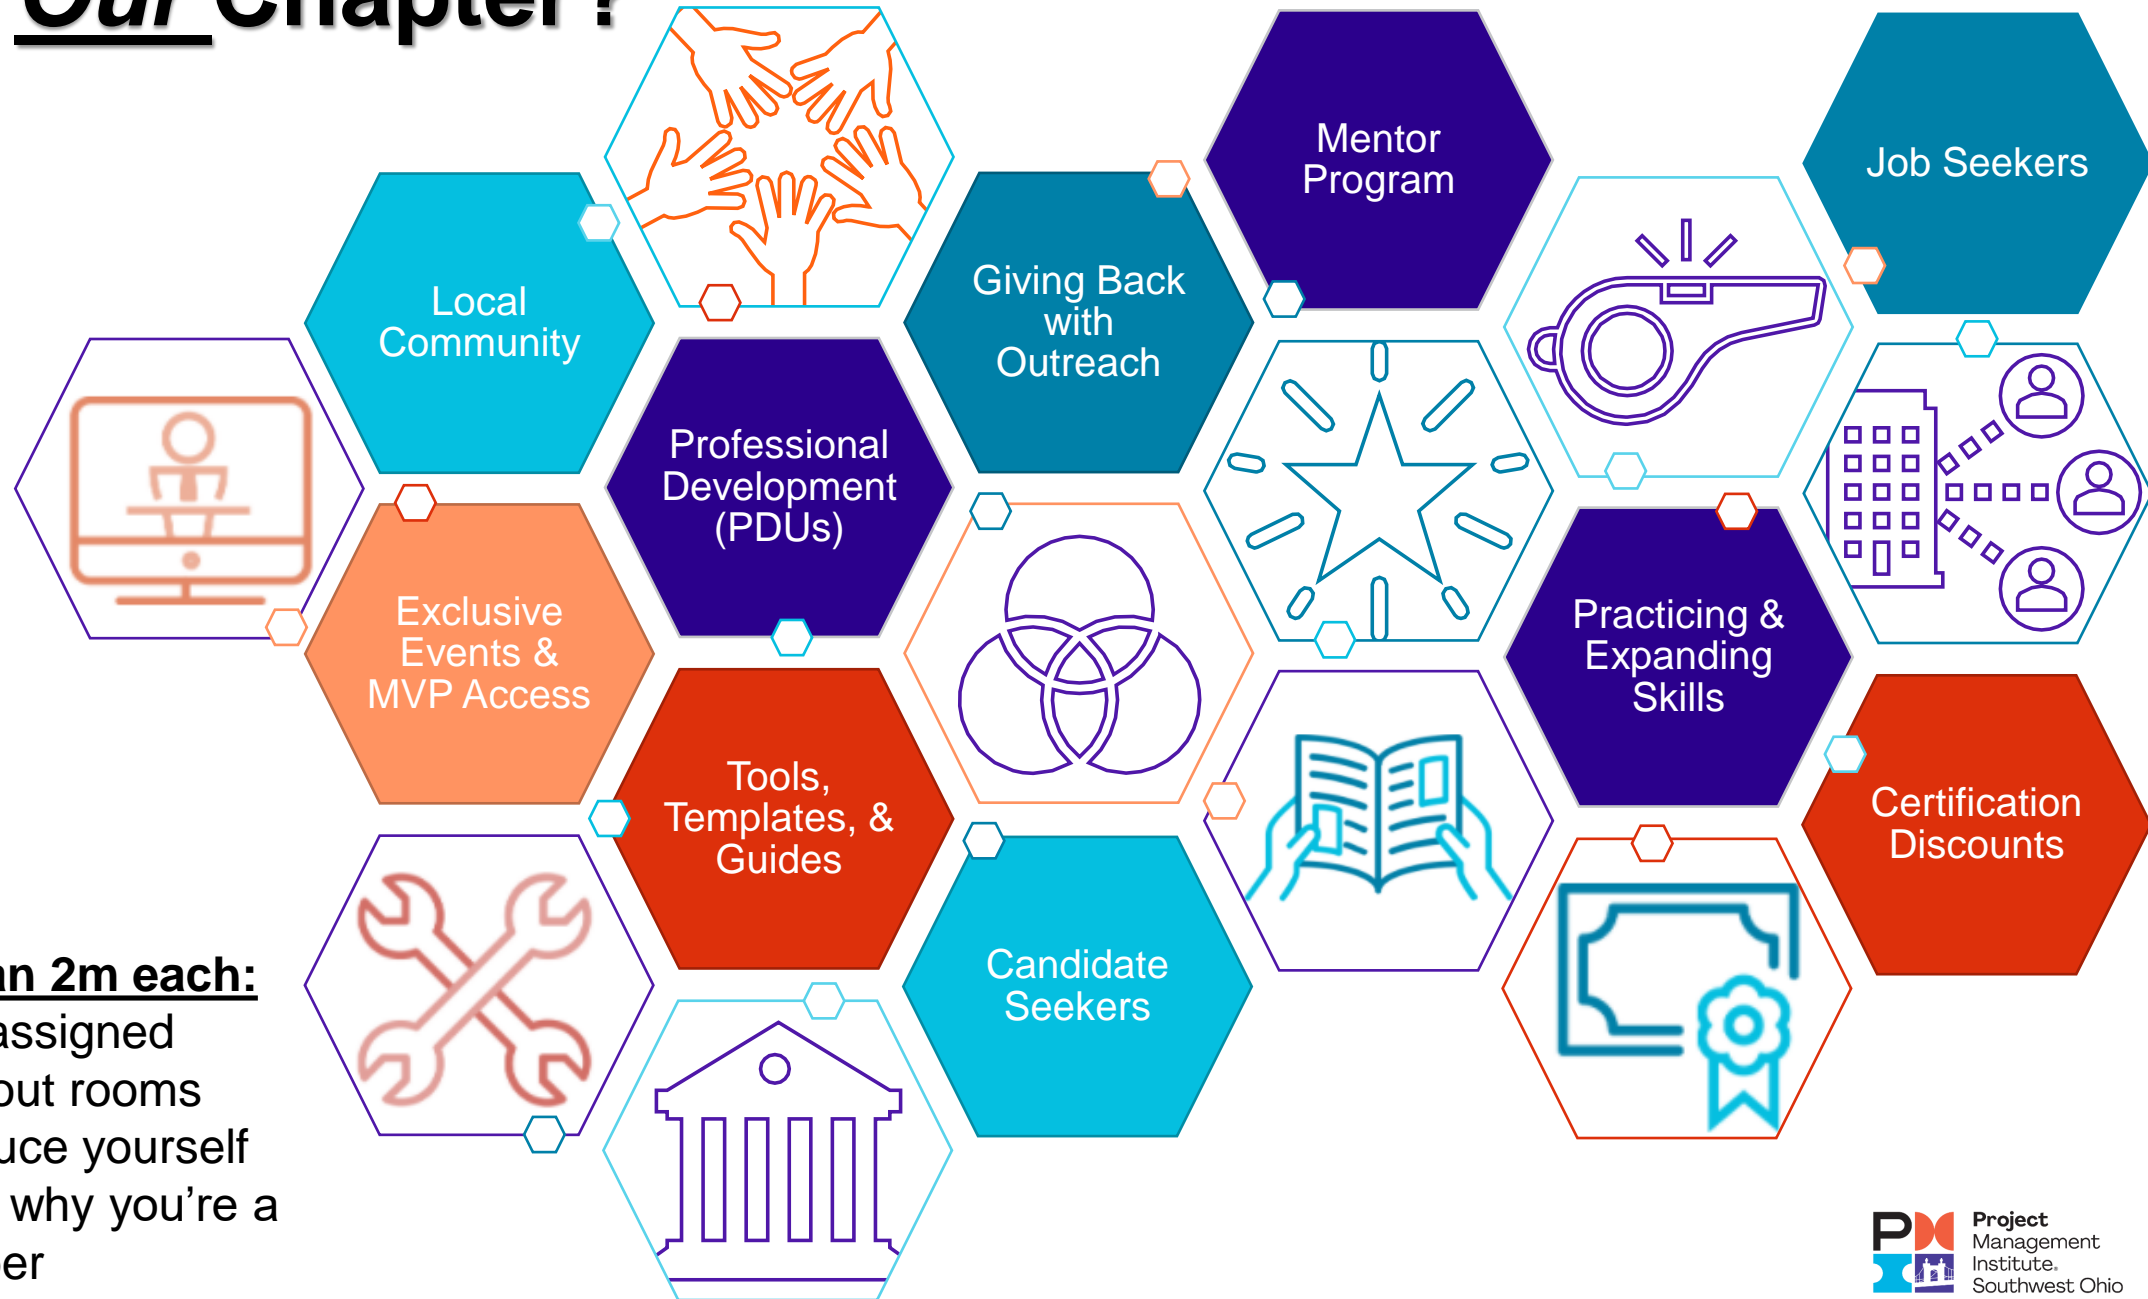 Our Chapter?
Mentor
Program
Job Seekers
Local
Community
Giving Back
with
Outreach
Professional
Development
(PDUs)
Exclusive
Events &
MVP Access
Practicing &
Expanding
Skills
Tools,
Templates, &
Guides
Certification
Discounts
Candidate
Seekers
an 2m each:
assigned
out rooms
uce yourself
why you're a
er
PM
Project
Management
Institute.
Southwest Ohio